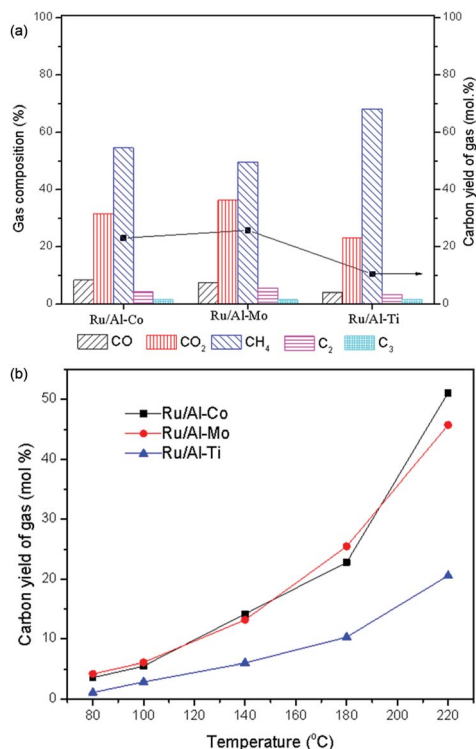 (a)
Gas composition (%)
100
80
60
40
20
0
Carbon yield of gas (mol.%)
100
80
60
40
20
0
Ru/Al-Co Ru/Al-Mo Ru/Al-Ti
CO CO₂ CH₄ C₂ C₃
(b)
Carbon yield of gas (mol %)
50
40
30
20
10
0
Ru/Al-Co
Ru/Al-Mo
Ru/Al-Ti
80 100 120 140 160 180 200 220
Temperature (°C)